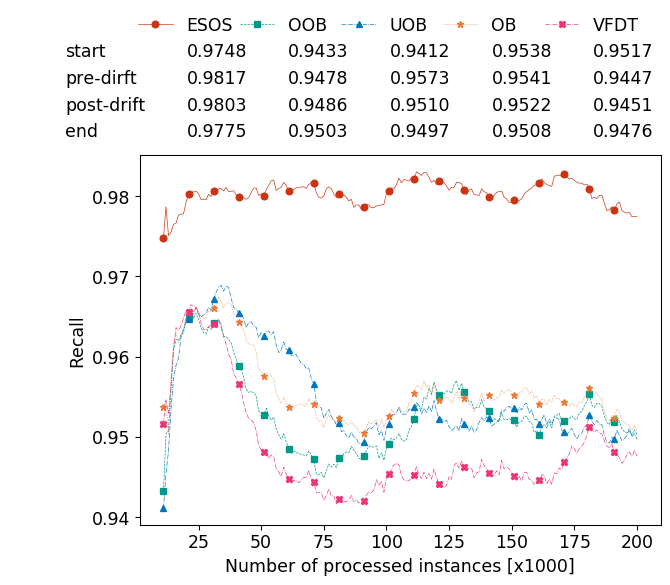 ESOS OOB UOB OB VFDT
start 0.9748 0.9433 0.9412 0.9538 0.9517
pre-dirft 0.9817 0.9478 0.9573 0.9541 0.9447
post-drift 0.9803 0.9486 0.9510 0.9522 0.9451
end 0.9775 0.9503 0.9497 0.9508 0.9476
0.98
0.97
0.96
0.95
0.94
Recall
25 50 75 100 125 150 175 200
Number of processed instances [x1000]